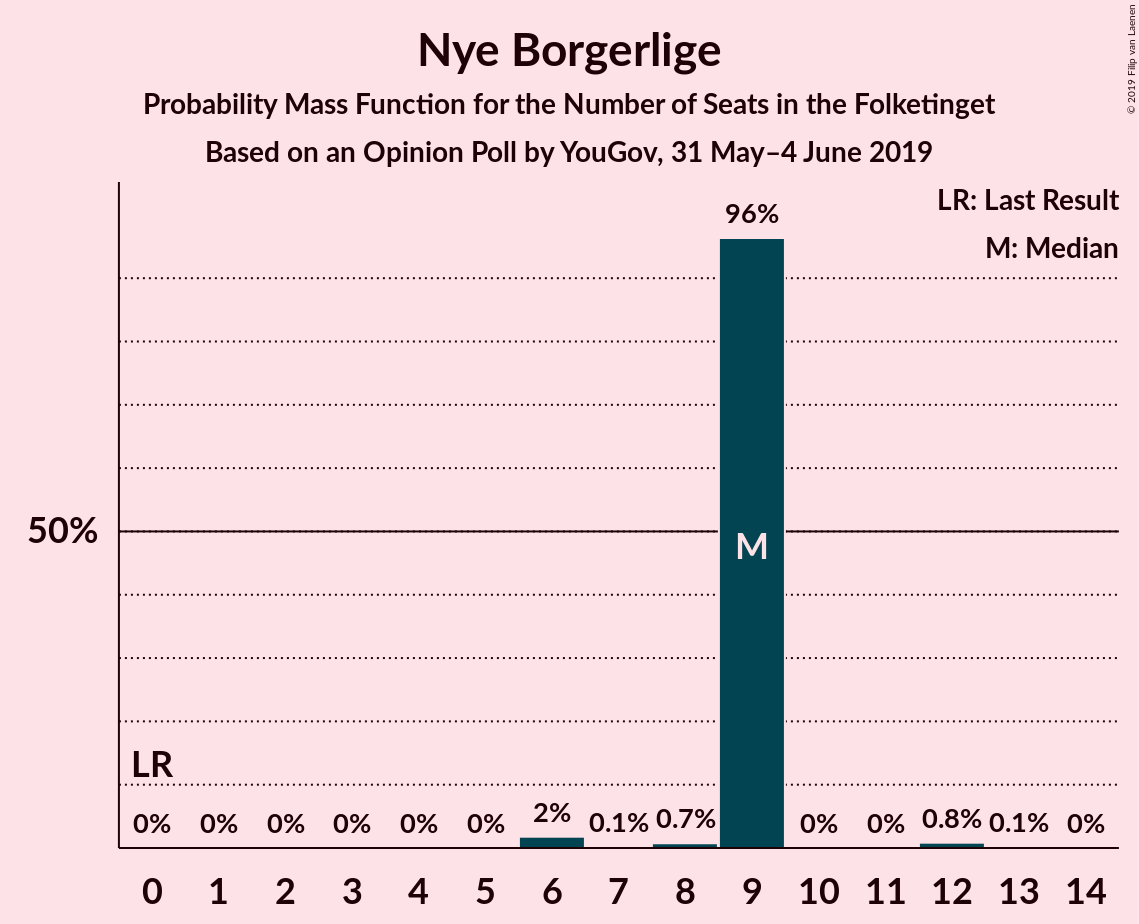 Nye Borgerlige
Probability Mass Function for the Number of Seats in the Folketinget
Based on an Opinion Poll by YouGov, 31 May–4 June 2019
© 2019 Filip van Laenen
LR: Last Result
M: Median
96%
50%
M
LR
0% 0% 0% 0% 0% 0% 2% 0.1% 0.7% 0% 0% 0.8% 0.1% 0%
0 1 2 3 4 5 6 7 8 9 10 11 12 13 14